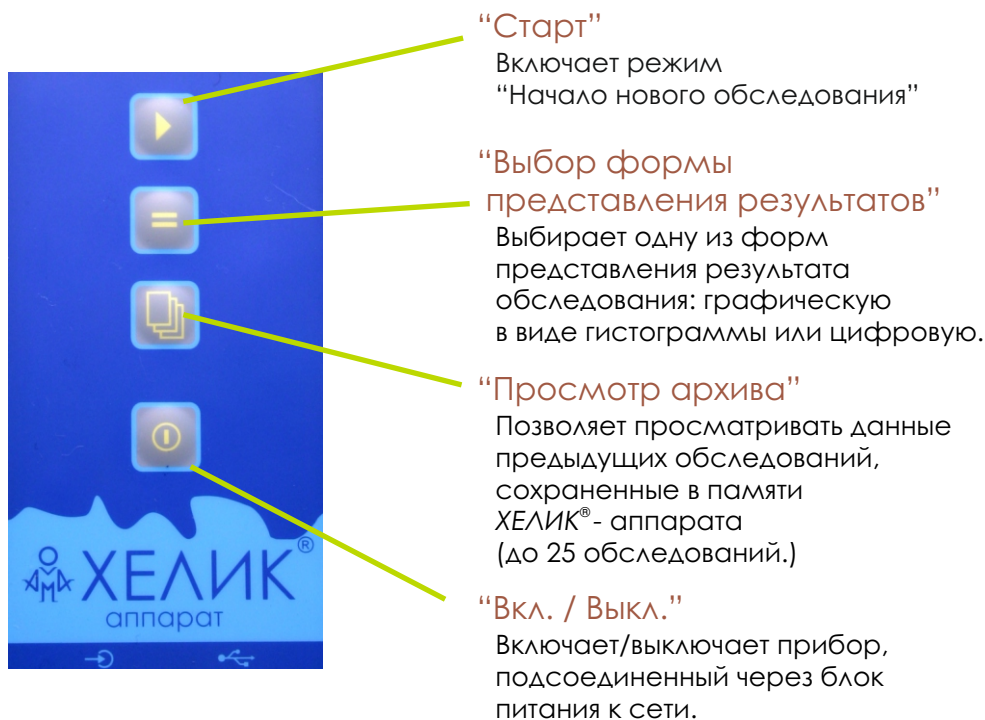 “Старт”
Включает режим
“Начало нового обследования”
“Выбор формы
представления результатов”
Выбирает одну из форм
представления результата
обследования: графическую
в виде гистограммы или цифровую.
“Просмотр архива”
Позволяет просматривать данные
предыдущих обследований,
сохраненные в памяти
ХЕЛИК®- аппарата
(до 25 обследований.)
“Вкл. / Выкл.”
Включает/выключает прибор,
подсоединенный через блок
питания к сети.
АМА ХЕЛИК®
аппарат